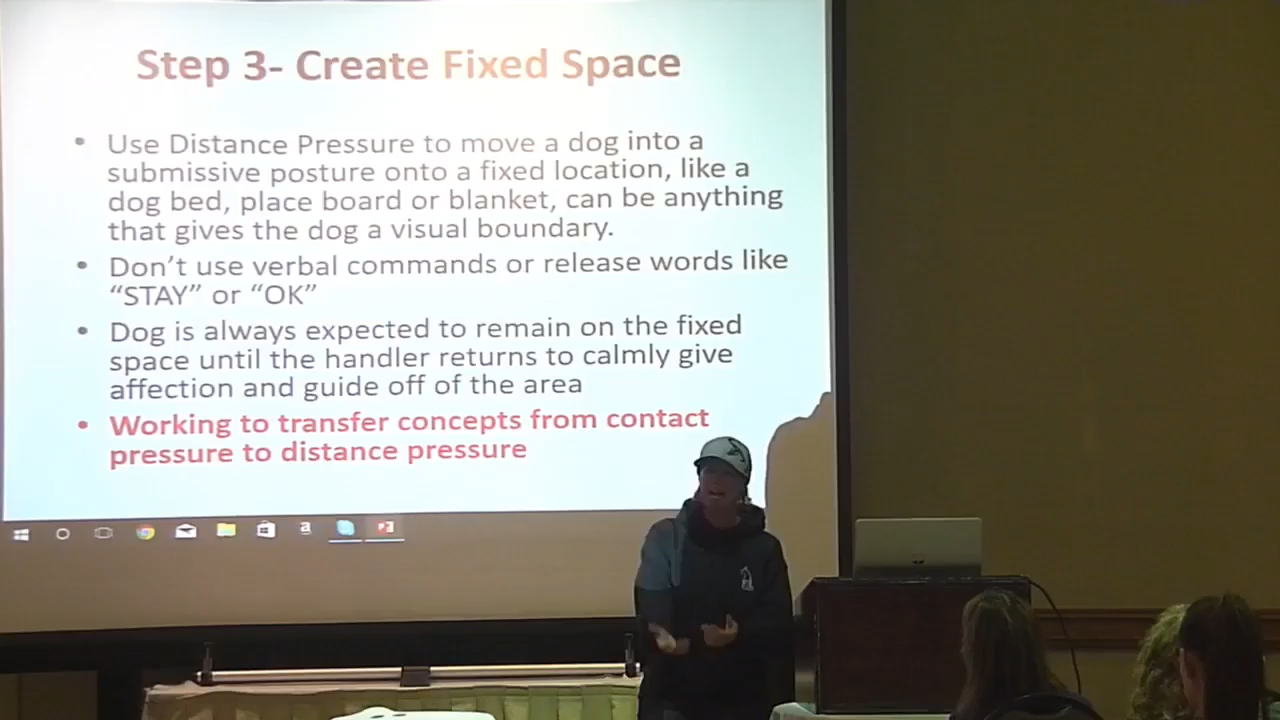 Step 3- Create Fixed Space
• Use Distance Pressure to move a dog into a
submissive posture onto a fixed location, like a
dog bed, place board or blanket, can be anything
that gives the dog a visual boundary.
• Don’t use verbal commands or release words like
“STAY” or “OK”
• Dog is always expected to remain on the fixed
space until the handler returns to calmly give
affection and guide off of the area
• Working to transfer concepts from contact
pressure to distance pressure
a